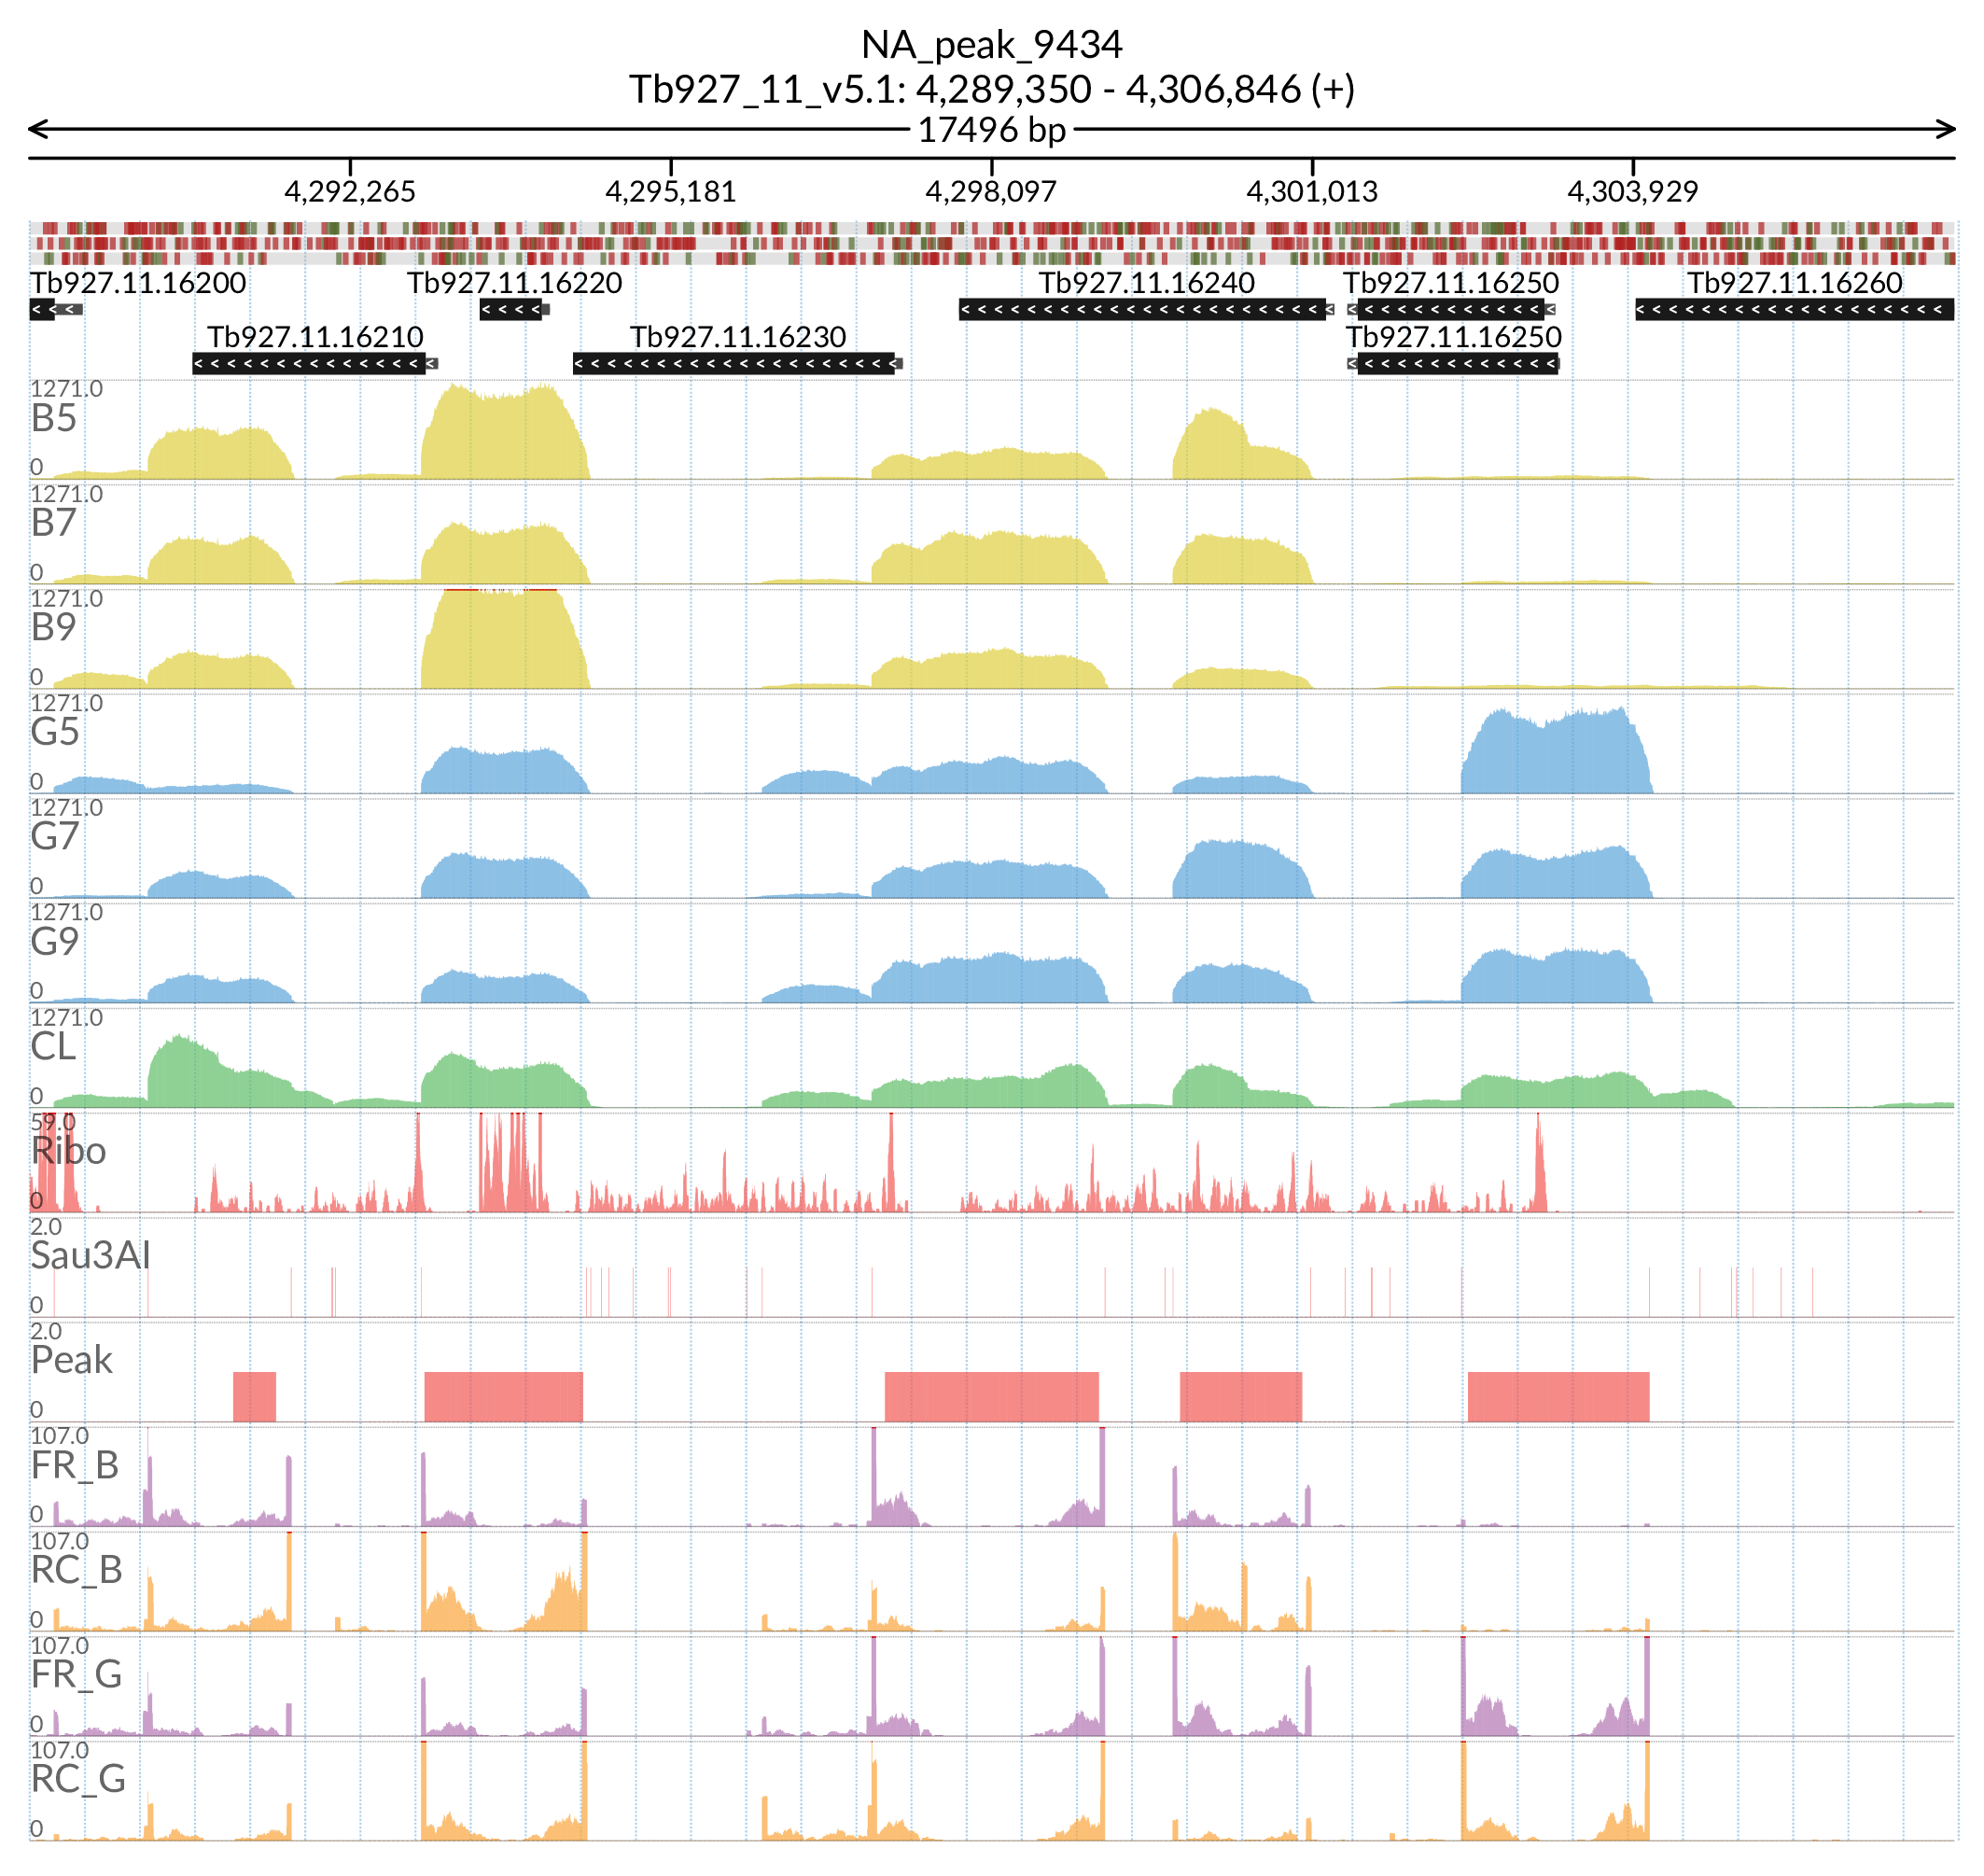 NA_peak_9434
Tb927_11_v5.1: 4,289,350 - 4,306,846 (+)
17496 bp
4,292,265 4,295,181 4,298,097 4,301,013 4,303,929
Tb927.11.16200 Tb927.11.16220 Tb927.11.16240 Tb927.11.16250 Tb927.11.16260
Tb927.11.16210 Tb927.11.16230 Tb927.11.16250
1271.0
B5
0
1271.0
B7
0
1271.0
B9
0
1271.0
G5
0
1271.0
G7
0
1271.0
G9
0
1271.0
CL
0
59.0
Ribo
0
2.0
Sau3AI
0
2.0
Peak
0
107.0
FR_B
0
107.0
RC_B
0
107.0
FR_G
0
107.0
RC_G
0